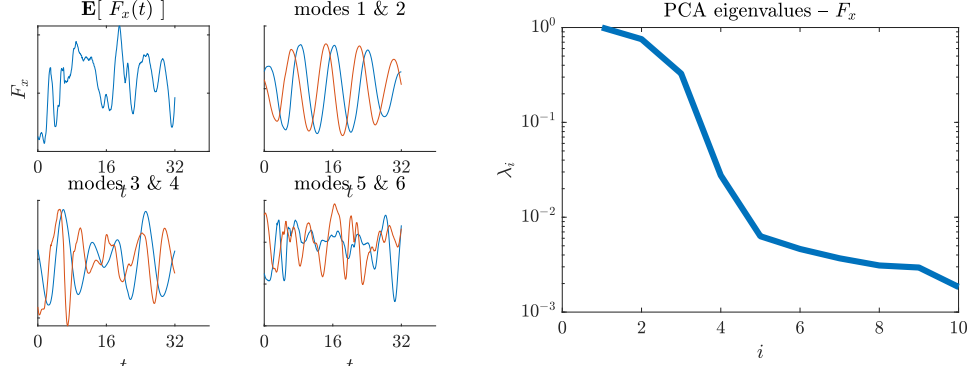 E[ F_x(t) ]
modes 1 & 2
PCA eigenvalues – F_x
F_x
0 16 32
t
0 16 32
t
modes 3 & 4
modes 5 & 6
0 16 32
t
0 16 32
t
10^0
10^{-1}
10^{-2}
10^{-3}
λ_i
0 2 4 6 8 10
i